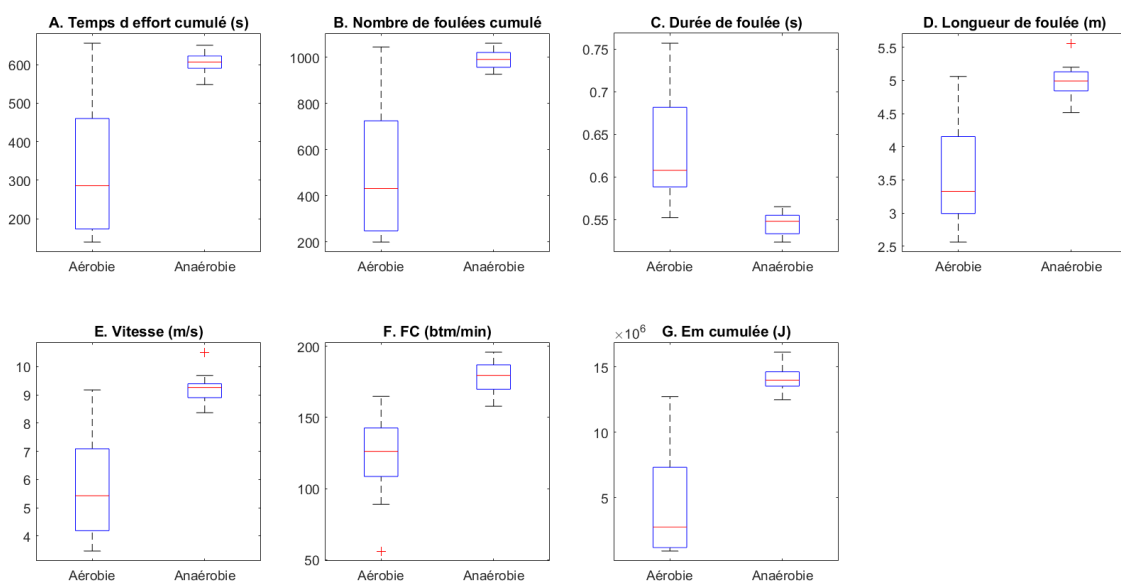 A. Temps d effort cumulé (s)
600
500
400
300
200
Aérobie
Anaérobie
B. Nombre de foulées cumulé
1000
800
600
400
200
Aérobie
Anaérobie
C. Durée de foulée (s)
0.75
0.7
0.65
0.6
0.55
Aérobie
Anaérobie
D. Longueur de foulée (m)
5.5
5
4.5
4
3.5
3
2.5
Aérobie
Anaérobie
E. Vitesse (m/s)
10
9
8
7
6
5
4
Aérobie
Anaérobie
F. FC (btm/min)
200
150
100
50
Aérobie
Anaérobie
G. Em cumulée (J)
×10⁶
15
10
5
Aérobie
Anaérobie